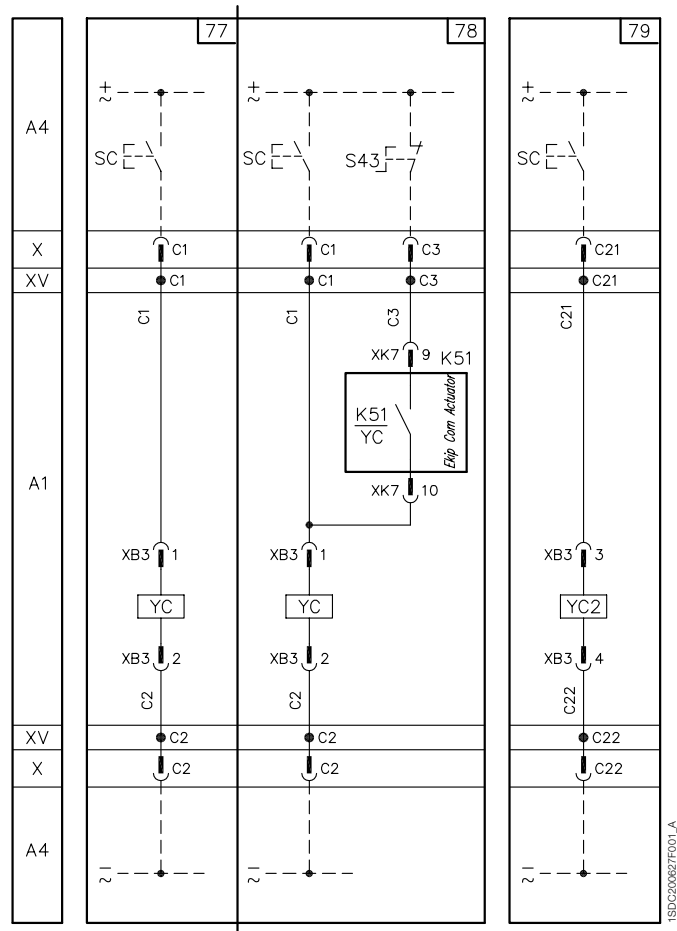 77
78
79
+
~
+
~
+
~
A4
SC
SC
S43
SC
X
C1
C1
C3
C21
XV
C1
C1
C3
C21
C1
C1
C3
C21
XK7
9
K51
K51
YC
Ekip Com Actuator
A1
XK7
10
XB3
1
XB3
1
XB3
3
YC
YC
YC2
XB3
2
XB3
2
XB3
4
C2
C2
C22
XV
C2
C2
C22
X
C2
C2
C22
A4
–
~
–
~
–
~
1SDC200627F001_A